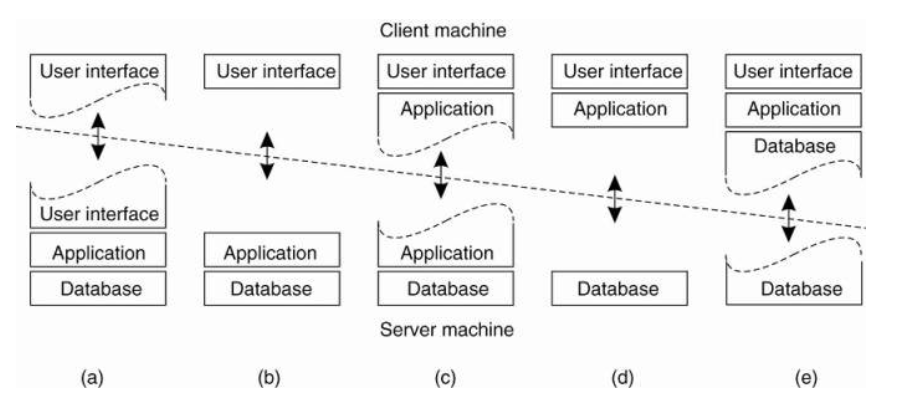 Client machine
User interface User interface User interface User interface User interface
Application Application Application
Database
User interface
Application Application Application
Database Database Database Database Database
Server machine
(a) (b) (c) (d) (e)